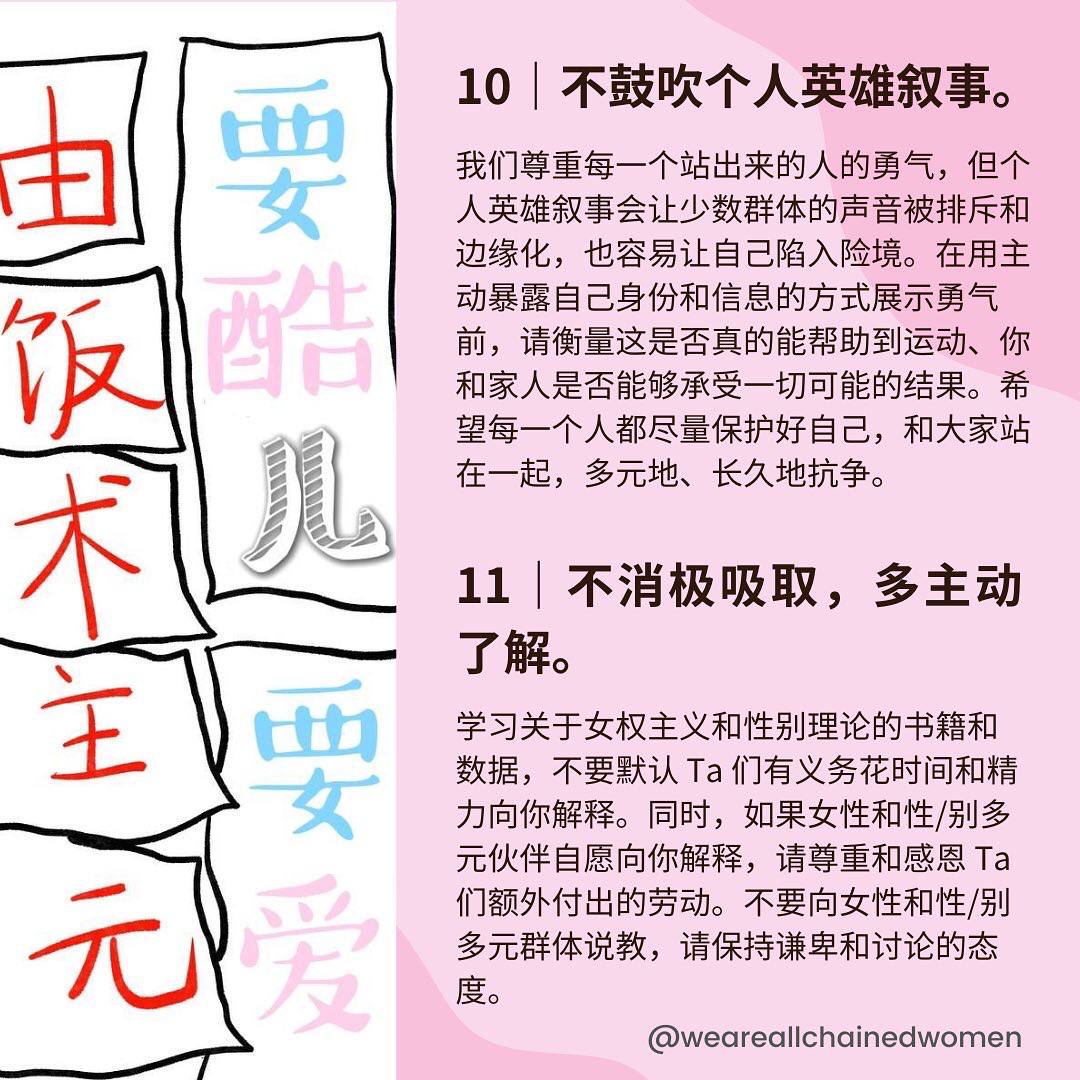 由
饭
术
主
元
要
酷
儿
要
爱
10｜不鼓吹个人英雄叙事。
我们尊重每一个站出来的人的勇气，但个
人英雄叙事会让少数群体的声音被排斥和
边缘化，也容易让自己陷入险境。在用主
动暴露自己身份和信息的方式展示勇气
前，请衡量这是否真的能帮助到运动、你
和家人是否能够承受一切可能的结果。希
望每一个人都尽量保护好自己，和大家站
在一起，多元地、长久地抗争。
11｜不消极吸取，多主动
了解。
学习关于女权主义和性别理论的书籍和
数据，不要默认 Ta 们有义务花时间和精
力向你解释。同时，如果女性和性/别多
元伙伴自愿向你解释，请尊重和感恩 Ta
们额外付出的劳动。不要向女性和性/别
多元群体说教，请保持谦卑和讨论的态
度。
@weareallchainedwomen